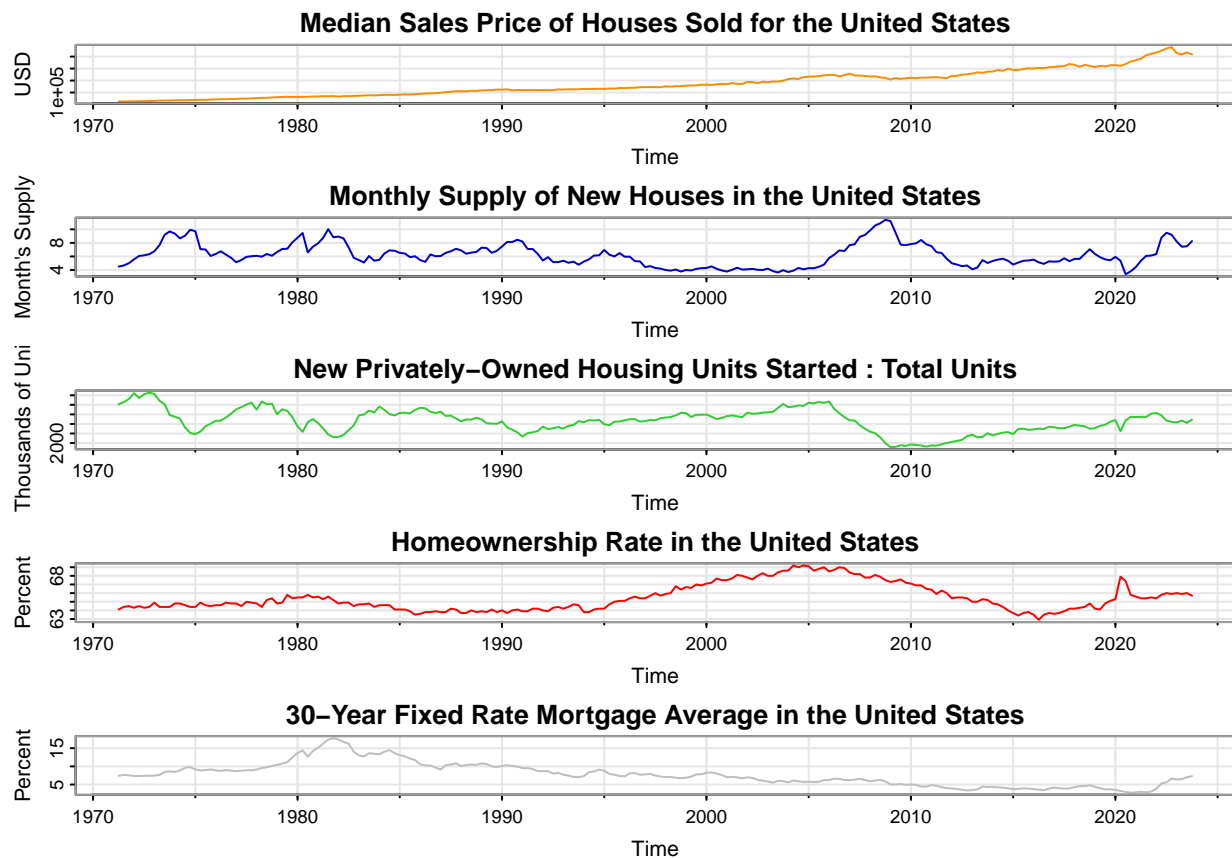 Median Sales Price of Houses Sold for the United States
USD
1e+05
1970 1980 1990 2000 2010 2020
Time
Monthly Supply of New Houses in the United States
Month's Supply
4 8
1970 1980 1990 2000 2010 2020
Time
New Privately−Owned Housing Units Started : Total Units
Thousands of Uni
2000
1970 1980 1990 2000 2010 2020
Time
Homeownership Rate in the United States
Percent
63 68
1970 1980 1990 2000 2010 2020
Time
30−Year Fixed Rate Mortgage Average in the United States
Percent
5 15
1970 1980 1990 2000 2010 2020
Time